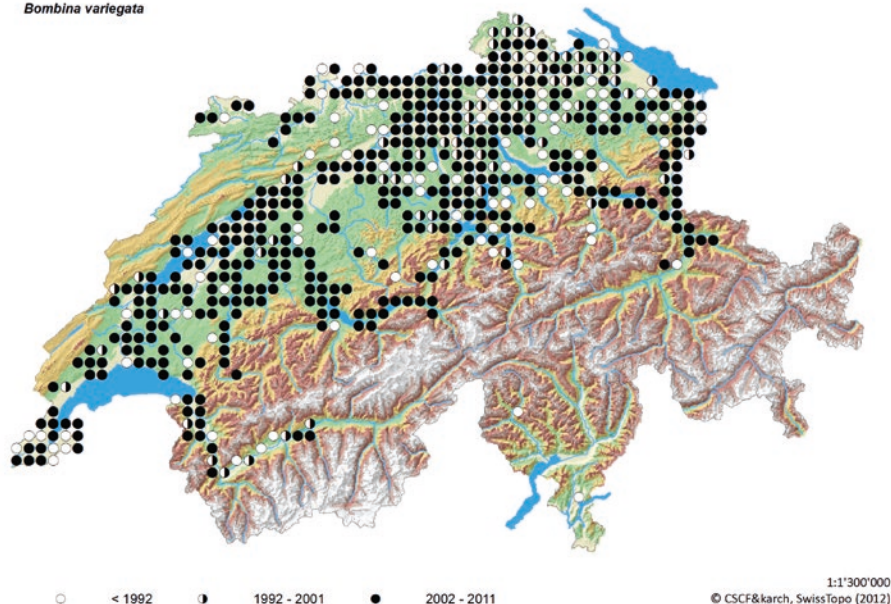 Bombina variegata
1:1'300'000
< 1992 1992 - 2001 2002 - 2011
© CSCF&karch, SwissTopo (2012)